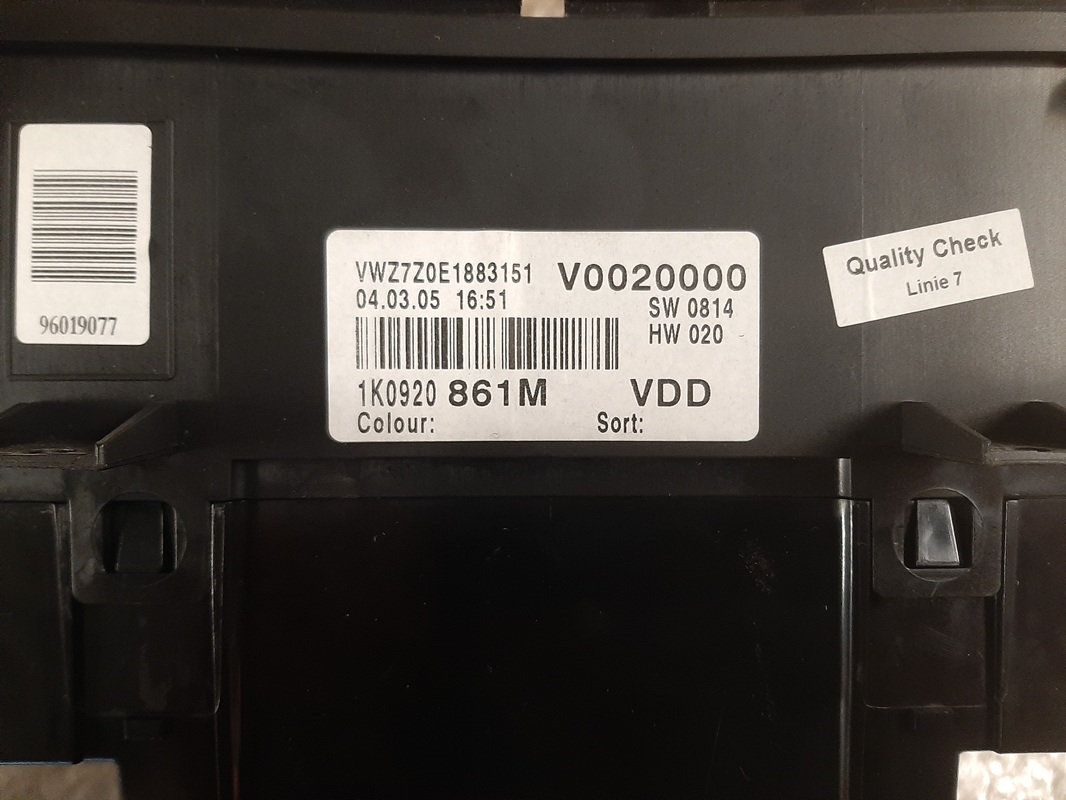 96019077
VWZ7Z0E1883151 V0020000
04.03.05 16:51 SW 0814
HW 020
1K0920 861M VDD
Colour: Sort:
Quality Check
Linie 7